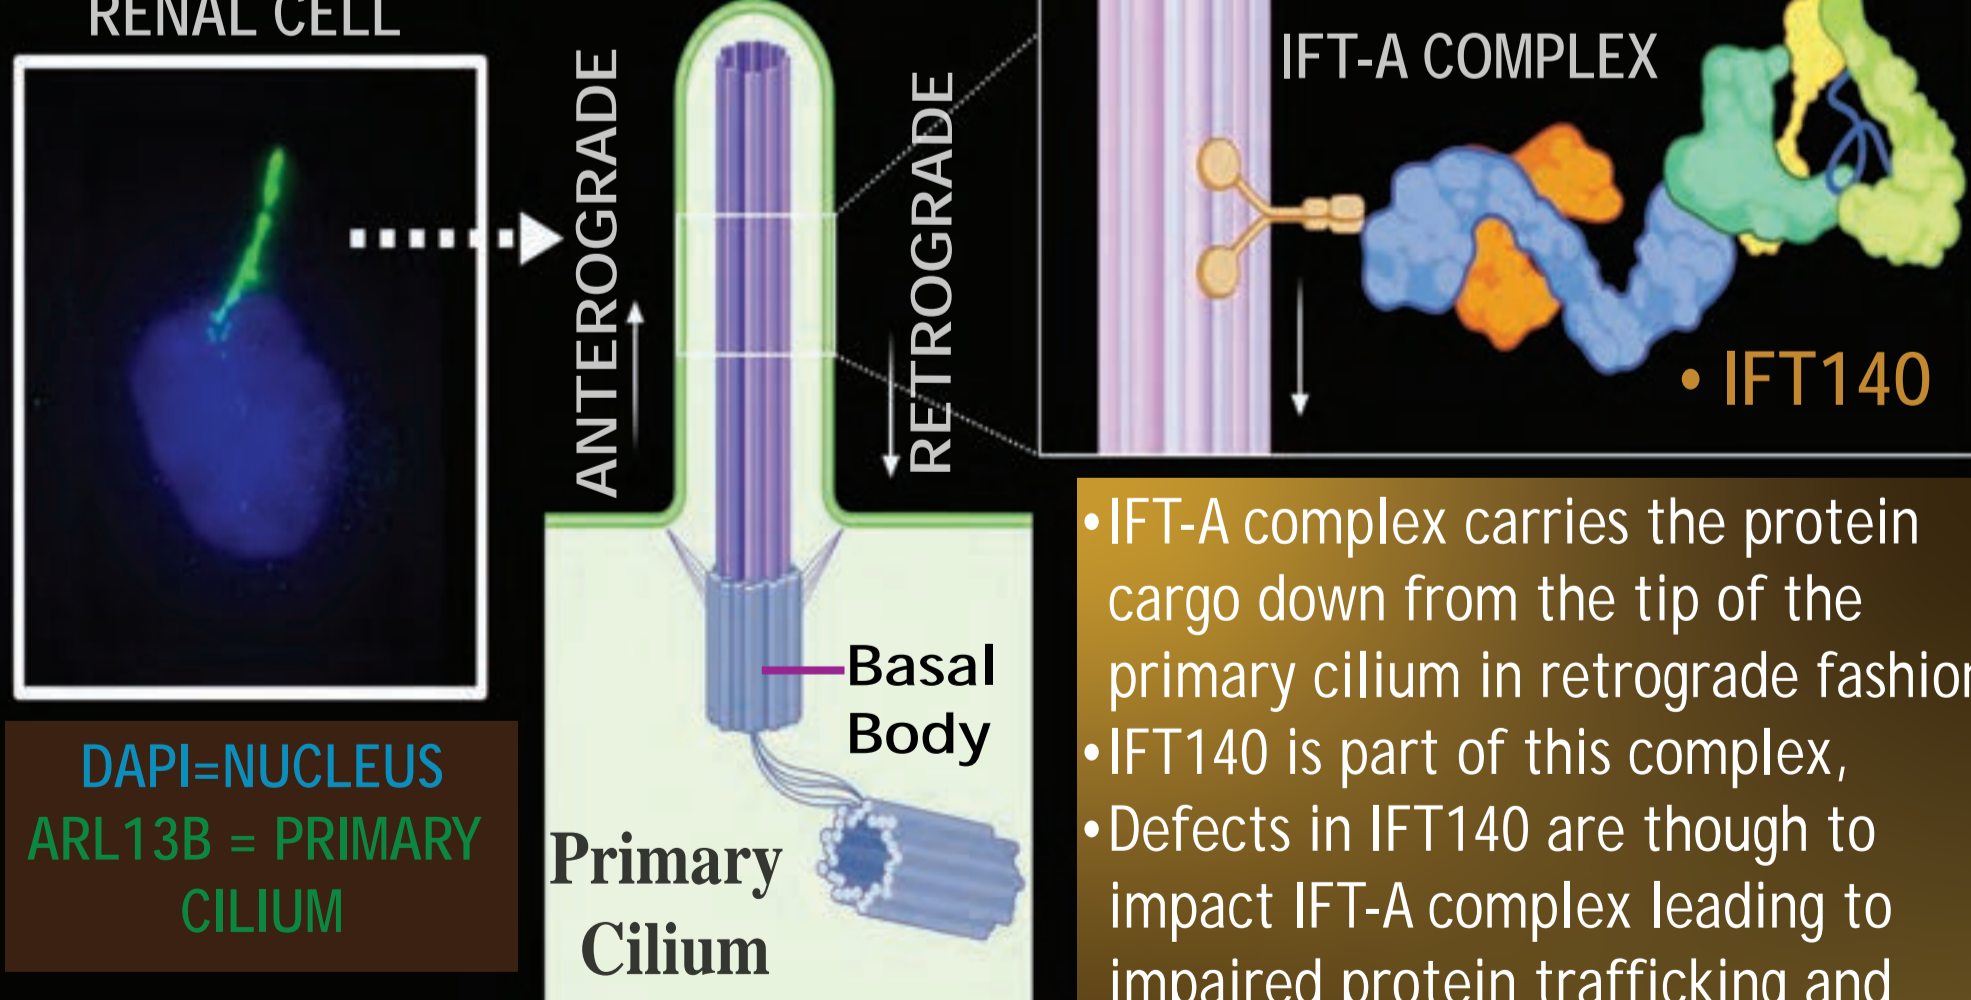 RENAL CELL
ANTEROGRADE
RETROGRADE
IFT-A COMPLEX
• IFT140
Basal
Body
Primary
Cilium
DAPI=NUCLEUS
ARL13B = PRIMARY
CILIUM
• IFT-A complex carries the protein
cargo down from the tip of the
primary cilium in retrograde fashion
• IFT140 is part of this complex,
• Defects in IFT140 are though to
impact IFT-A complex leading to
impaired protein trafficking and